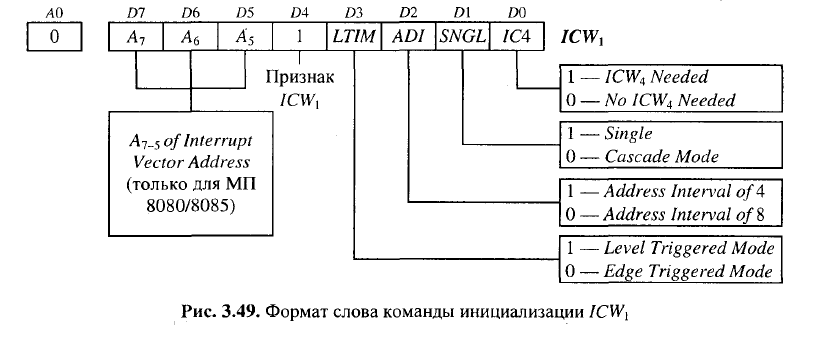 A0 D7 D6 D5 D4 D3 D2 D1 D0
0 A₇ A₆ A₅ 1 LTIM ADI SNGL IC4 ICW₁
Признак
ICW₁
1 — ICW₄ Needed
0 — No ICW₄ Needed
A₇₋₅ of Interrupt
Vector Address
(только для МП
8080/8085)
1 — Single
0 — Cascade Mode
1 — Address Interval of 4
0 — Address Interval of 8
1 — Level Triggered Mode
0 — Edge Triggered Mode
Рис. 3.49. Формат слова команды инициализации ICW₁